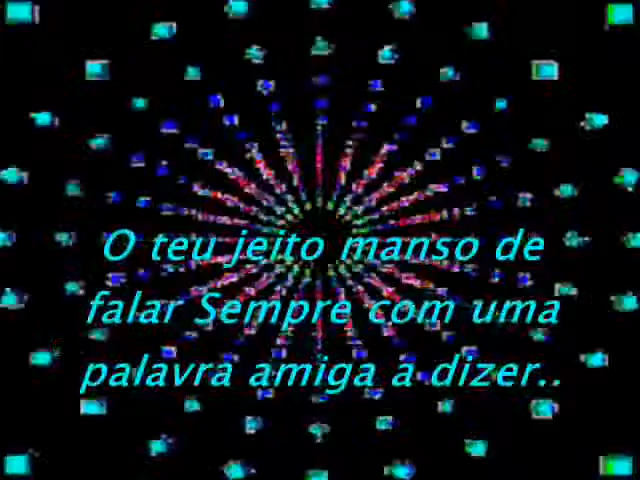 O teu jeito manso de
falar Sempre com uma
palavra amiga a dizer..